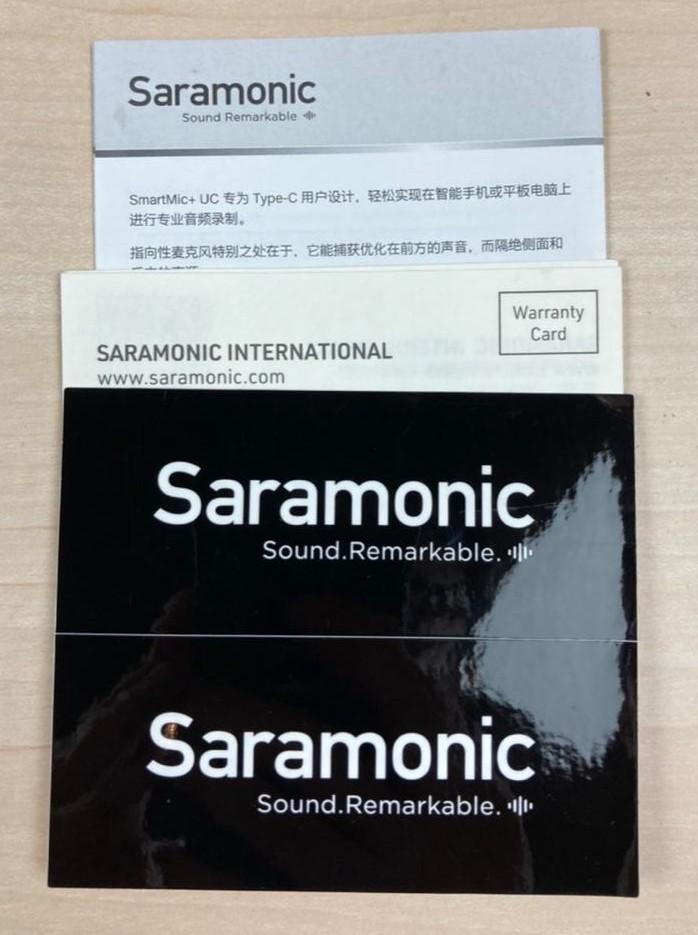 Saramonic
Sound Remarkable
SmartMic+ UC 专为 Type-C 用户设计，轻松实现在智能手机或平板电脑上
进行专业音频录制。
指向性麦克风特别之处在于，它能捕获优化在前方的声音，而隔绝侧面和
Warranty
Card
SARAMONIC INTERNATIONAL
www.saramonic.com
Saramonic
Sound.Remarkable.
Saramonic
Sound.Remarkable.